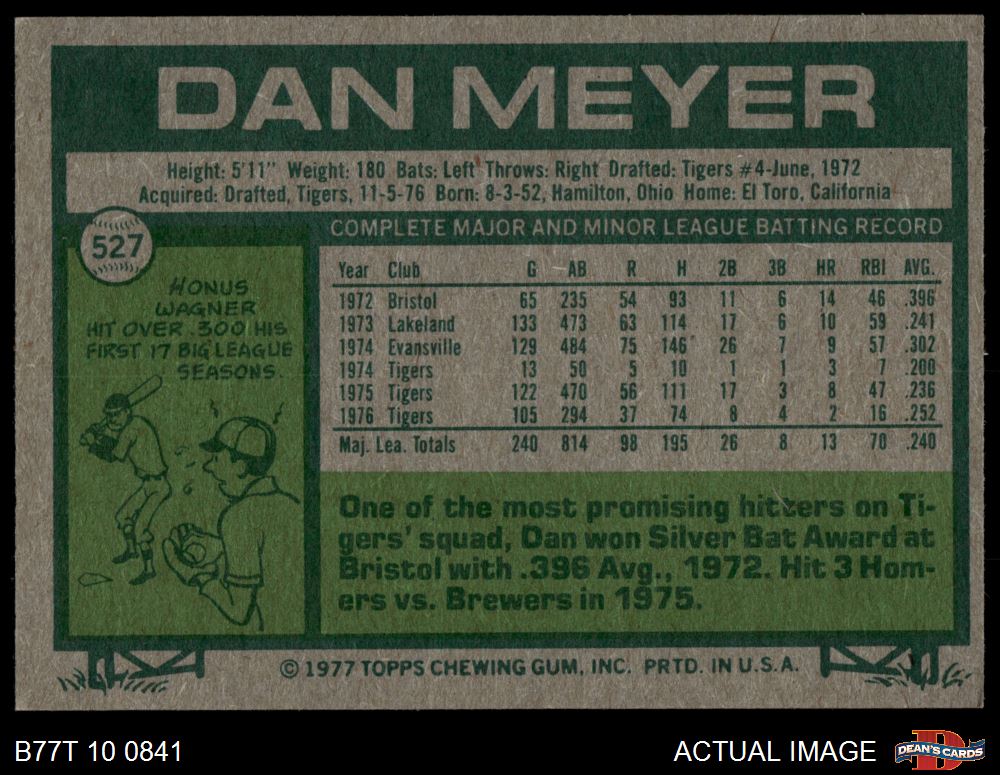 DAN MEYER
Height: 5'11" Weight: 180 Bats: Left Throws: Right Drafted: Tigers #4-June, 1972
Acquired: Drafted, Tigers, 11-5-76 Born: 8-3-52, Hamilton, Ohio Home: El Toro, California
527
HONUS
WAGNER
HIT OVER .300 HIS
FIRST 17 BIG LEAGUE
SEASONS.
COMPLETE MAJOR AND MINOR LEAGUE BATTING RECORD
Year Club G AB R H 2B 3B HR RBI AVG.
1972 Bristol 65 235 54 93 11 6 14 46 .396
1973 Lakeland 133 473 63 114 17 6 10 59 .241
1974 Evansville 129 484 75 146 26 7 9 57 .302
1974 Tigers 13 50 5 10 1 1 3 7 .200
1975 Tigers 122 470 56 111 17 3 8 47 .236
1976 Tigers 105 294 37 74 8 4 2 16 .252
Maj. Lea. Totals 240 814 98 195 26 8 13 70 .240
One of the most promising hitters on Ti-
gers' squad, Dan won Silver Bat Award at
Bristol with .396 Avg., 1972. Hit 3 Hom-
ers vs. Brewers in 1975.
© 1977 TOPPS CHEWING GUM, INC. PRTD. IN U.S.A.
B77T 10 0841
ACTUAL IMAGE
D
DEAN'S CARDS